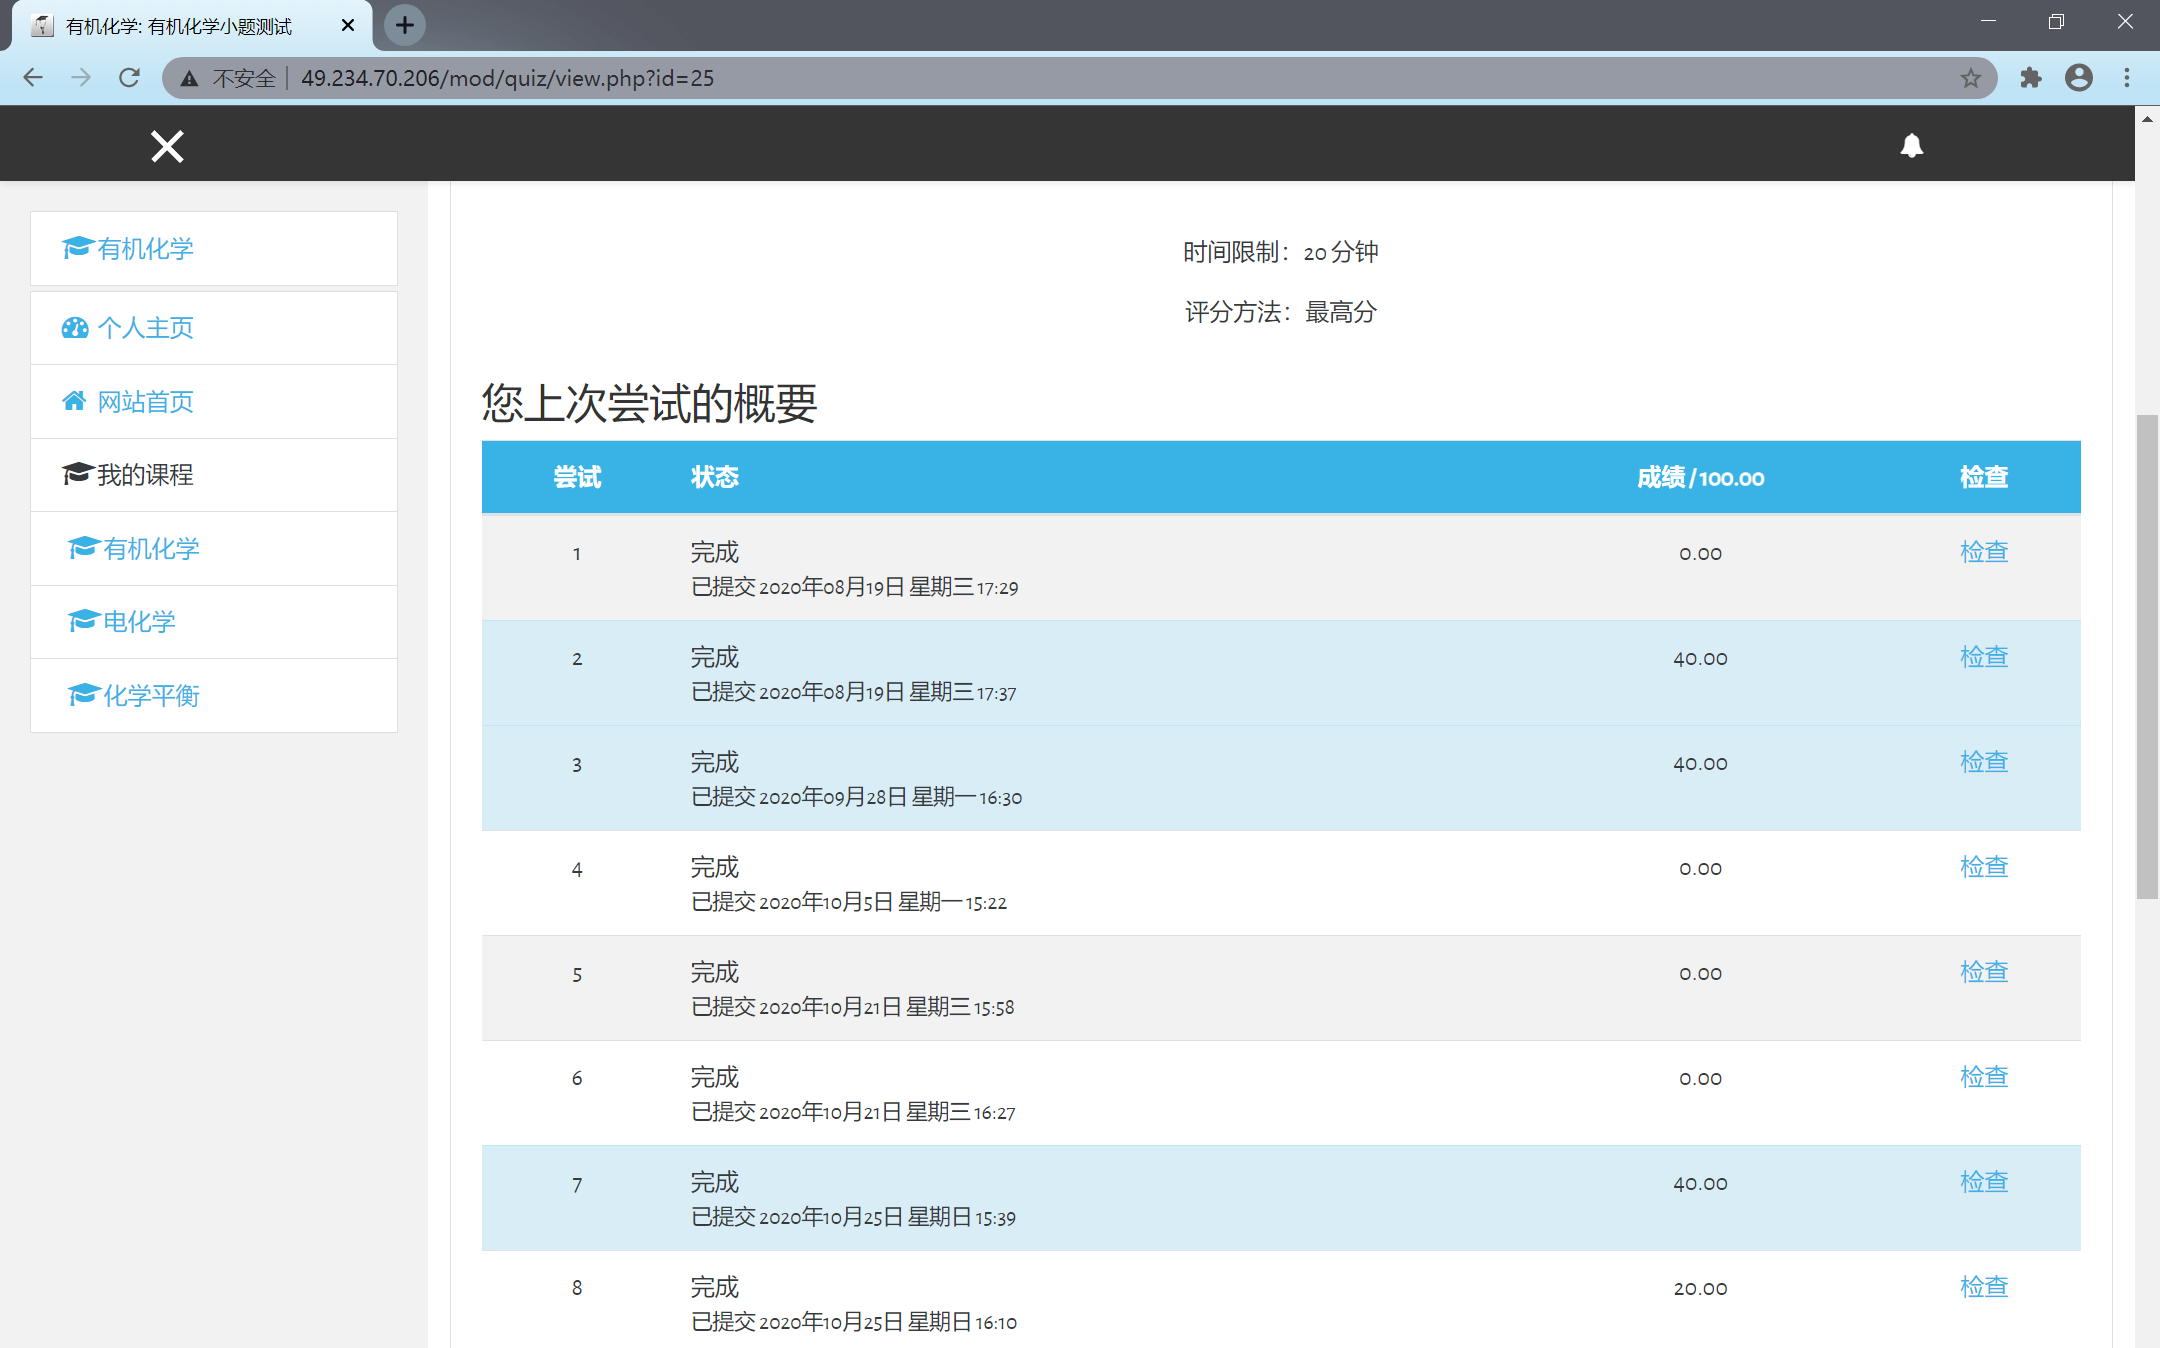 有机化学: 有机化学小题测试
不安全 49.234.70.206/mod/quiz/view.php?id=25
有机化学
个人主页
网站首页
我的课程
有机化学
电化学
化学平衡
时间限制：20 分钟
评分方法：最高分
您上次尝试的概要
尝试 状态 成绩 / 100.00 检查
1 完成 0.00 检查
已提交 2020年08月19日 星期三 17:29
2 完成 40.00 检查
已提交 2020年08月19日 星期三 17:37
3 完成 40.00 检查
已提交 2020年09月28日 星期一 16:30
4 完成 0.00 检查
已提交 2020年10月5日 星期一 15:22
5 完成 0.00 检查
已提交 2020年10月21日 星期三 15:58
6 完成 0.00 检查
已提交 2020年10月21日 星期三 16:27
7 完成 40.00 检查
已提交 2020年10月25日 星期日 15:39
8 完成 20.00 检查
已提交 2020年10月25日 星期日 16:10